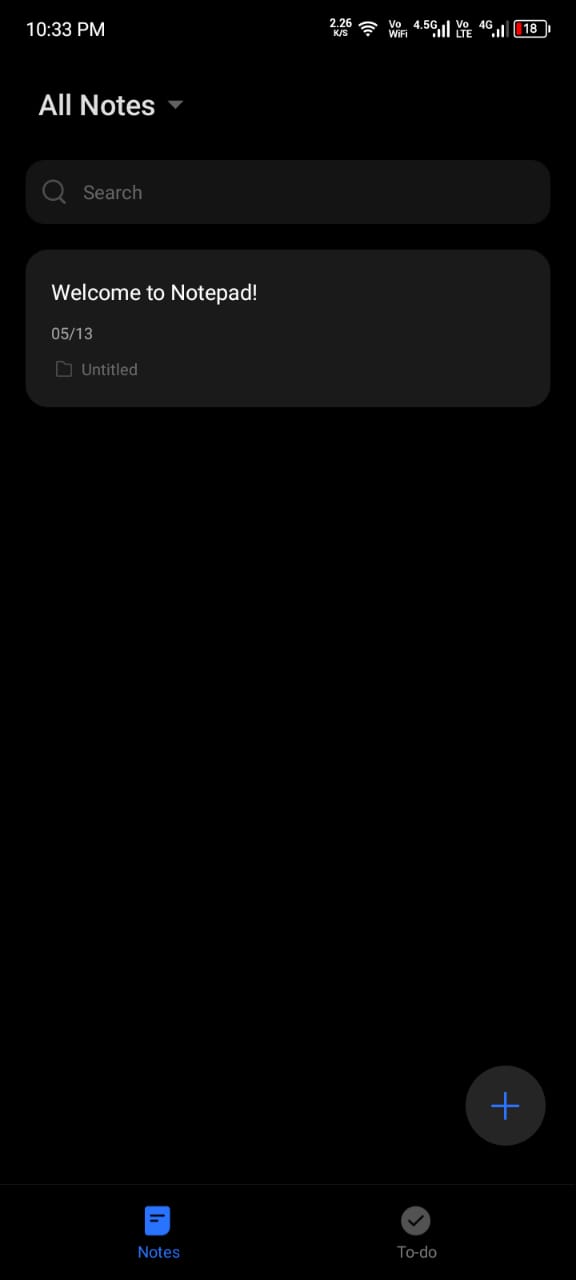 10:33 PM 2.26 K/S Vo WiFi 4.5G Vo LTE 4G 18
All Notes
Search
Welcome to Notepad!
05/13
Untitled
Notes To-do